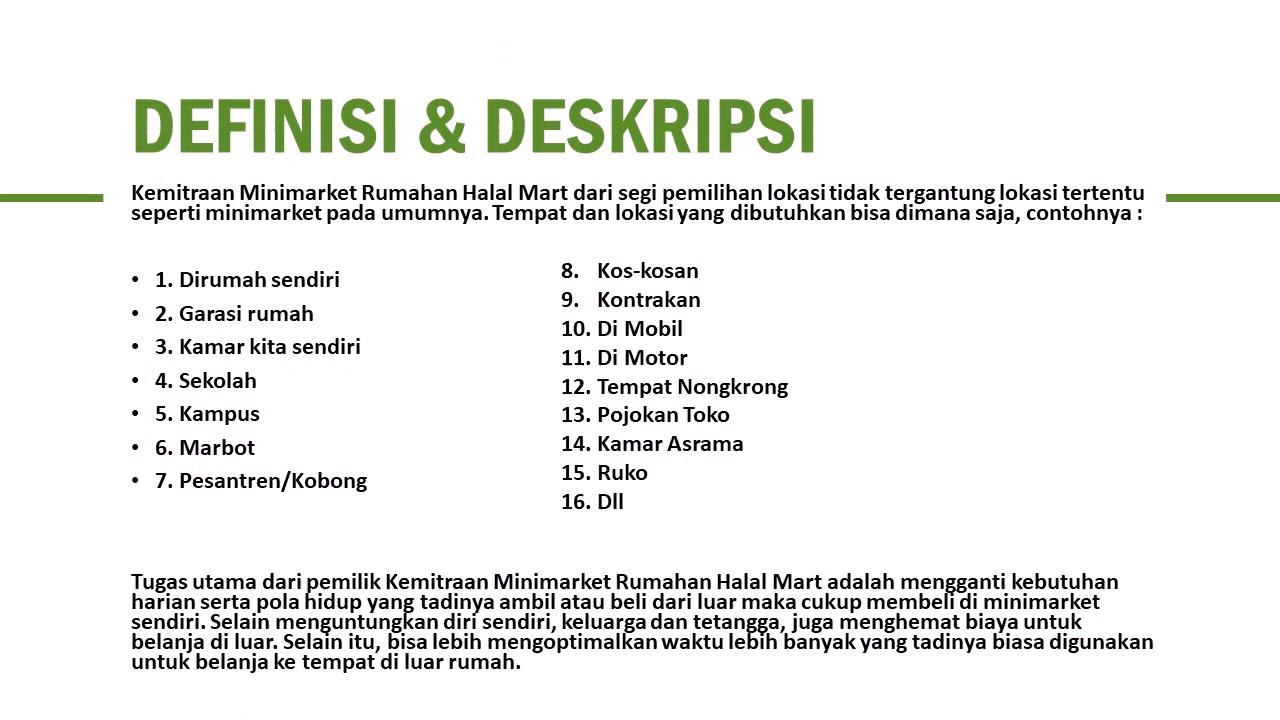 DEFINISI & DESKRIPSI
Kemitraan Minimarket Rumahan Halal Mart dari segi pemilihan lokasi tidak tergantung lokasi tertentu
seperti minimarket pada umumnya. Tempat dan lokasi yang dibutuhkan bisa dimana saja, contohnya :
• 1. Dirumah sendiri
• 2. Garasi rumah
• 3. Kamar kita sendiri
• 4. Sekolah
• 5. Kampus
• 6. Marbot
• 7. Pesantren/Kobong
8. Kos-kosan
9. Kontrakan
10. Di Mobil
11. Di Motor
12. Tempat Nongkrong
13. Pojokan Toko
14. Kamar Asrama
15. Ruko
16. Dll
Tugas utama dari pemilik Kemitraan Minimarket Rumahan Halal Mart adalah mengganti kebutuhan
harian serta pola hidup yang tadinya ambil atau beli dari luar maka cukup membeli di minimarket
sendiri. Selain menguntungkan diri sendiri, keluarga dan tetangga, juga menghemat biaya untuk
belanja di luar. Selain itu, bisa lebih mengoptimalkan waktu lebih banyak yang tadinya biasa digunakan
untuk belanja ke tempat di luar rumah.